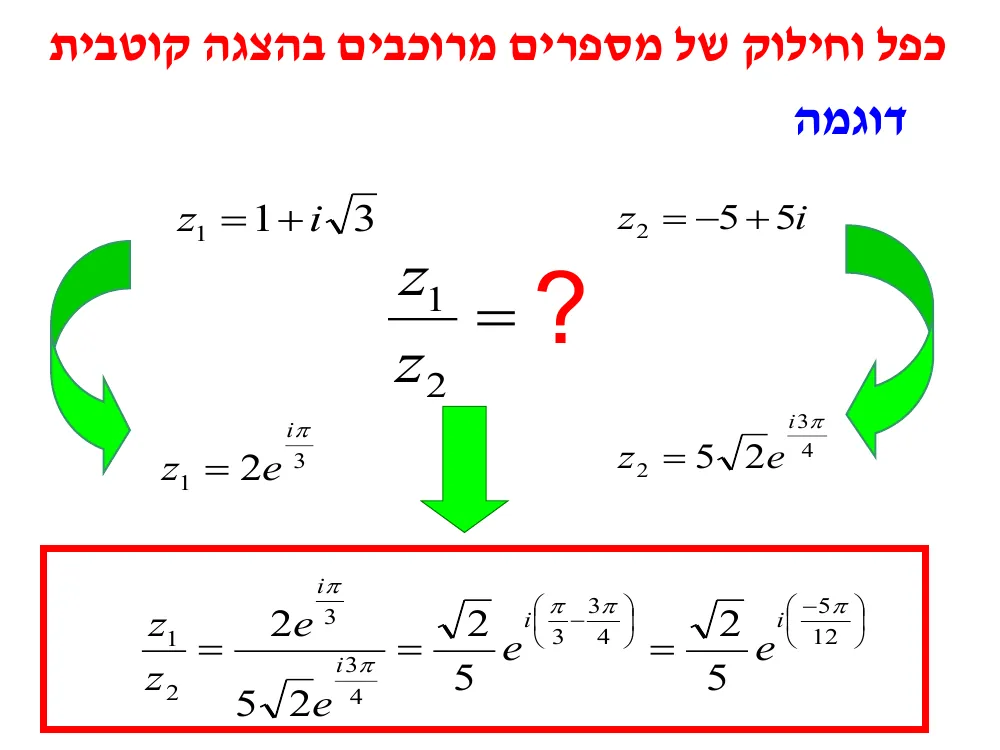 כפל וחילוק של מספרים מרוכבים בהצגה קוטבית
דוגמה
z₁ = 1 + i√3
z₂ = −5 + 5i
z₁/z₂ = ?
z₁ = 2e^(iπ/3)
z₂ = 5√2e^(i3π/4)
z₁/z₂ = 2e^(iπ/3) / 5√2e^(i3π/4) = √2/5 e^(i(π/3 − 3π/4)) = √2/5 e^(i(−5π/12))